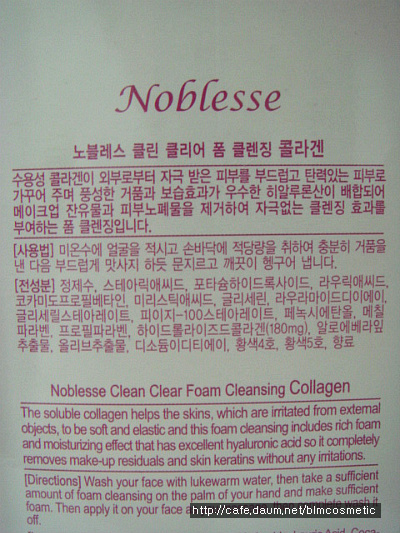 Noblesse
노블레스 클린 클리어 폼 클렌징 콜라겐
수용성 콜라겐이 외부로부터 자극 받은 피부를 부드럽고 탄력있는 피부로
가꾸어 주며 풍성한 거품과 보습효과가 우수한 히알루론산이 배합되어
메이크업 잔유물과 피부노폐물을 제거하여 자극없는 클렌징 효과를
부여하는 폼 클렌징입니다.
[사용법] 미온수에 얼굴을 적시고 손바닥에 적당량을 취하여 충분히 거품을
낸 다음 부드럽게 맛사지 하듯 문지르고 깨끗이 헹구어 냅니다.
[전성분] 정제수, 스테아릭애씨드, 포타슘하이드록사이드, 라우릭애씨드,
코카미도프로필베타인, 미리스틱애씨드, 글리세린, 라우라마이드디이에이,
글리세릴스테아레이트, 피이지-100스테아레이트, 페녹시에탄올, 메칠
파라벤, 프로필파라벤, 하이드롤라이즈드콜라겐(180mg), 알로에베라잎
추출물, 올리브추출물, 디소듐이디티에이, 황색4호, 황색5호, 향료
Noblesse Clean Clear Foam Cleansing Collagen
The soluble collagen helps the skins, which are irritated from external
objects, to be soft and elastic and this foam cleansing includes rich foam
and moisturizing effect that has excellent hyaluronic acid so it completely
removes make-up residuals and skin keratins without any irritations.
[Directions] Wash your face with lukewarm water, then take a sufficient
amount of foam cleansing on the palm of your hand and make sufficient
foam. Then apply it on your face a wash it
off.
http://cafe.daum.net/blmcosmetic